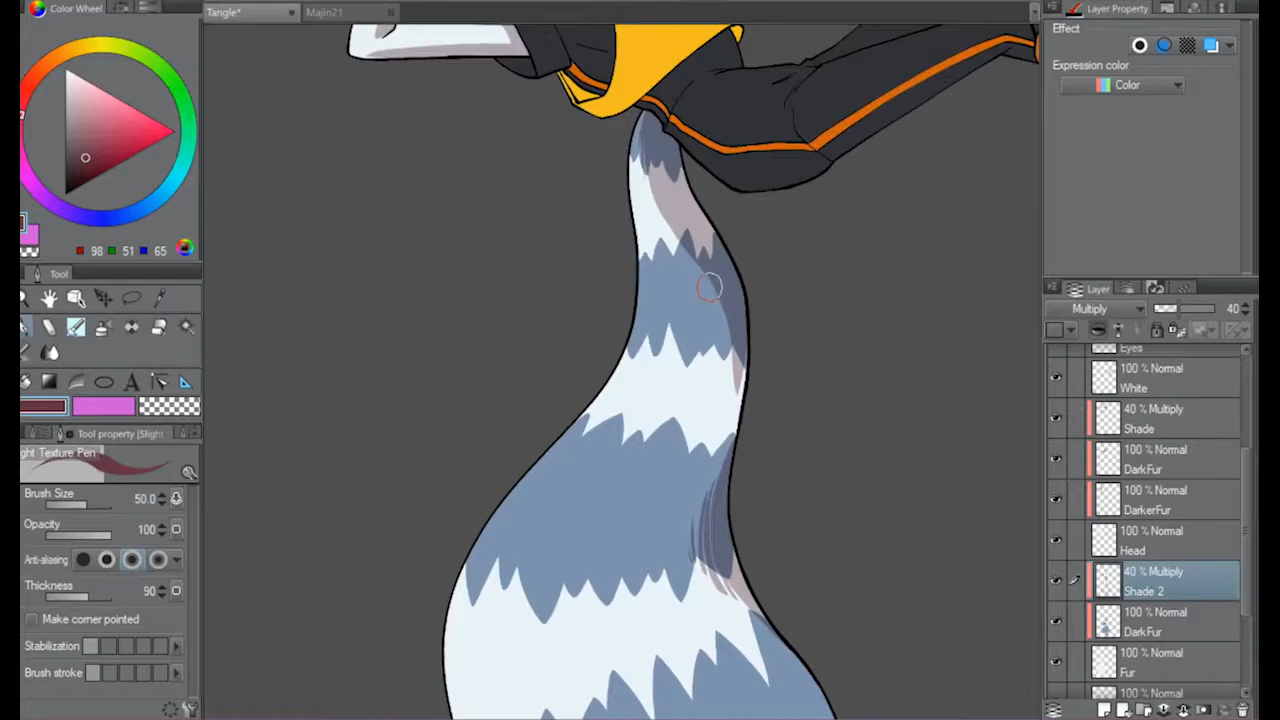 Color Wheel
Tangle*
Majin21
Layer Property
Effect
Expression color
Color
98 51 65
Tool
Tool property [Slight
ght Texture Pen
Brush Size 50.0
Opacity 100
Anti-aliasing
Thickness 90
Make corner pointed
Stabilization
Brush stroke
Layer
Multiply 40
Eyes
100 % Normal
White
40 % Multiply
Shade
100 % Normal
DarkFur
100 % Normal
DarkerFur
100 % Normal
Head
40 % Multiply
Shade 2
100 % Normal
DarkFur
100 % Normal
Fur
100 % Normal